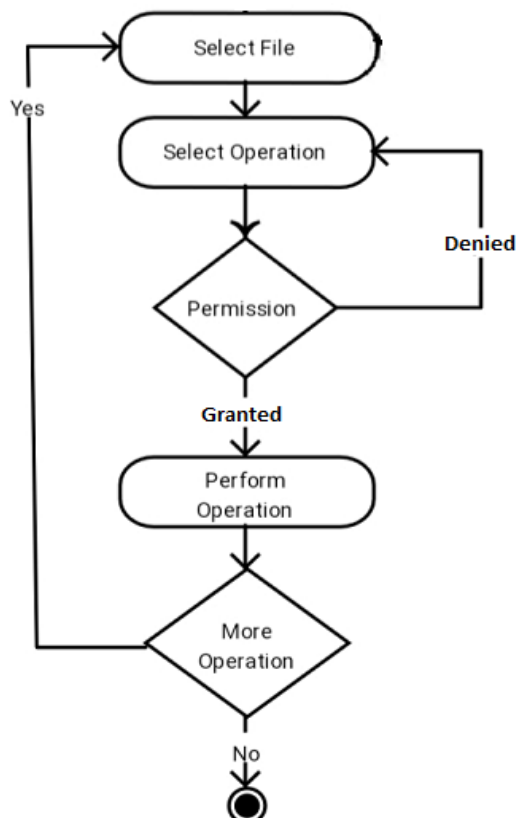 Select File
Yes
Select Operation
Denied
Permission
Granted
Perform
Operation
More
Operation
No